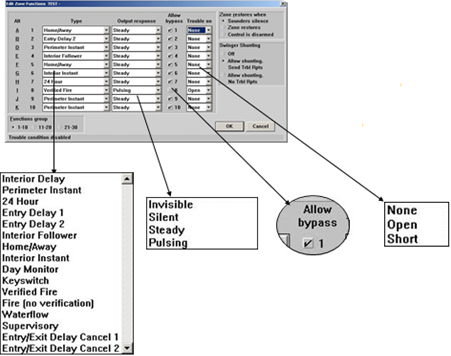 Edit Zone Functions TEST -
Alt Type Output response Allow bypass Trouble on
A 1 Home/Away Steady 1 None
B 2 Entry Delay 2 Steady 2 None
D 3 Perimeter Instant Steady 3 None
E 4 Interior Follower Steady 4 None
F 5 Home/Away Steady 5 None
G 6 Interior Instant Steady 6 None
H 7 24 Hour Steady 7 None
I 8 Verified Fire Pulsing 8 Open
J 9 Perimeter Instant Steady 9 None
K 10 Perimeter Instant Steady 10 None
Zone restores when
Sounders silence
Zone restores
Control is disarmed
Swinger Shunting
Off
Allow shunting.
Send Trbl Rpts
Allow shunting.
No Trbl Rpts
Functions group
1-10 11-20 21-30
OK Cancel
Trouble condition disabled
Interior Delay
Perimeter Instant
24 Hour
Entry Delay 1
Entry Delay 2
Interior Follower
Home/Away
Interior Instant
Day Monitor
Keyswitch
Verified Fire
Fire (no verification)
Waterflow
Supervisory
Entry/Exit Delay Cancel 1
Entry/Exit Delay Cancel 2
Invisible
Silent
Steady
Pulsing
Allow
bypass
1
None
Open
Short